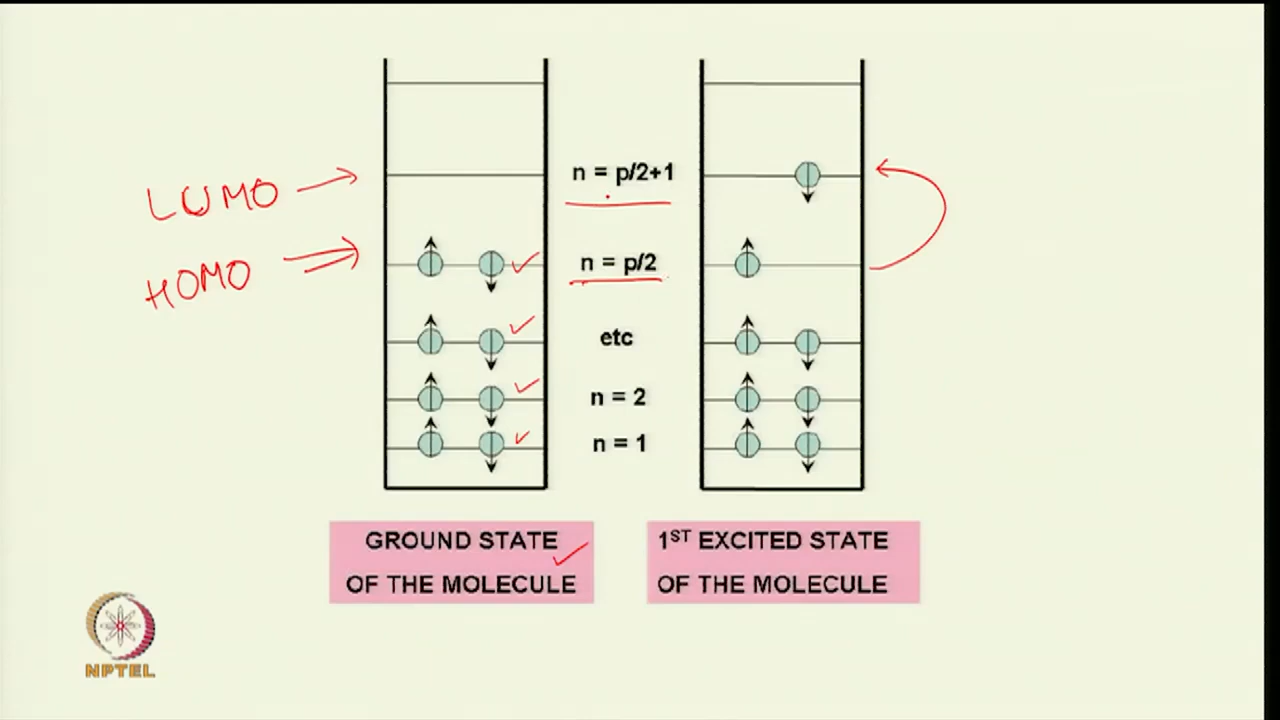 LUMO
HOMO
n = p/2+1
n = p/2
etc
n = 2
n = 1
GROUND STATE
OF THE MOLECULE
1ST EXCITED STATE
OF THE MOLECULE
NPTEL